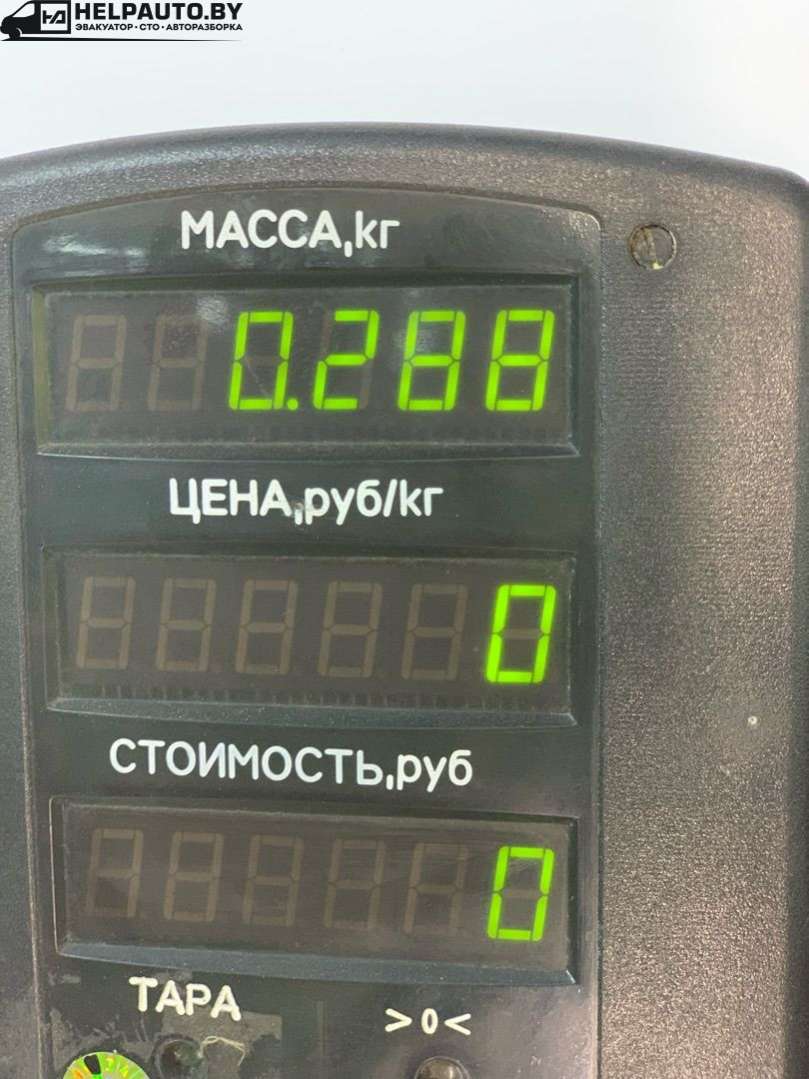 HELPAUTO.BY
ЭВАКУАТОР • СТО • АВТОРАЗБОРКА
МАССА,кг
0.288
ЦЕНА,руб/кг
0
СТОИМОСТЬ,руб
0
ТАРА
>0<